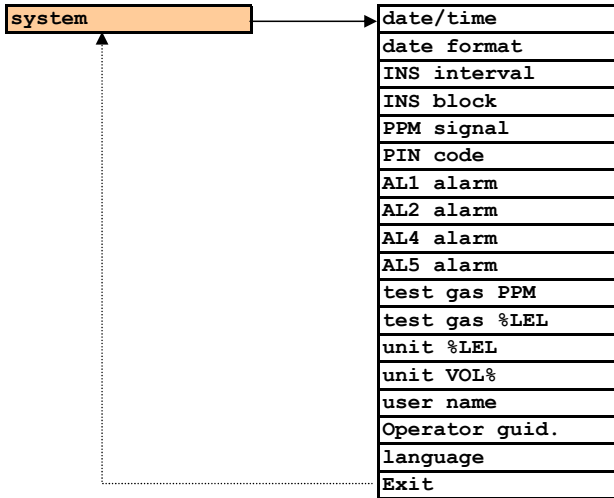 system
date/time
date format
INS interval
INS block
PPM signal
PIN code
AL1 alarm
AL2 alarm
AL4 alarm
AL5 alarm
test gas PPM
test gas %LEL
unit %LEL
unit VOL%
user name
Operator guid.
language
Exit